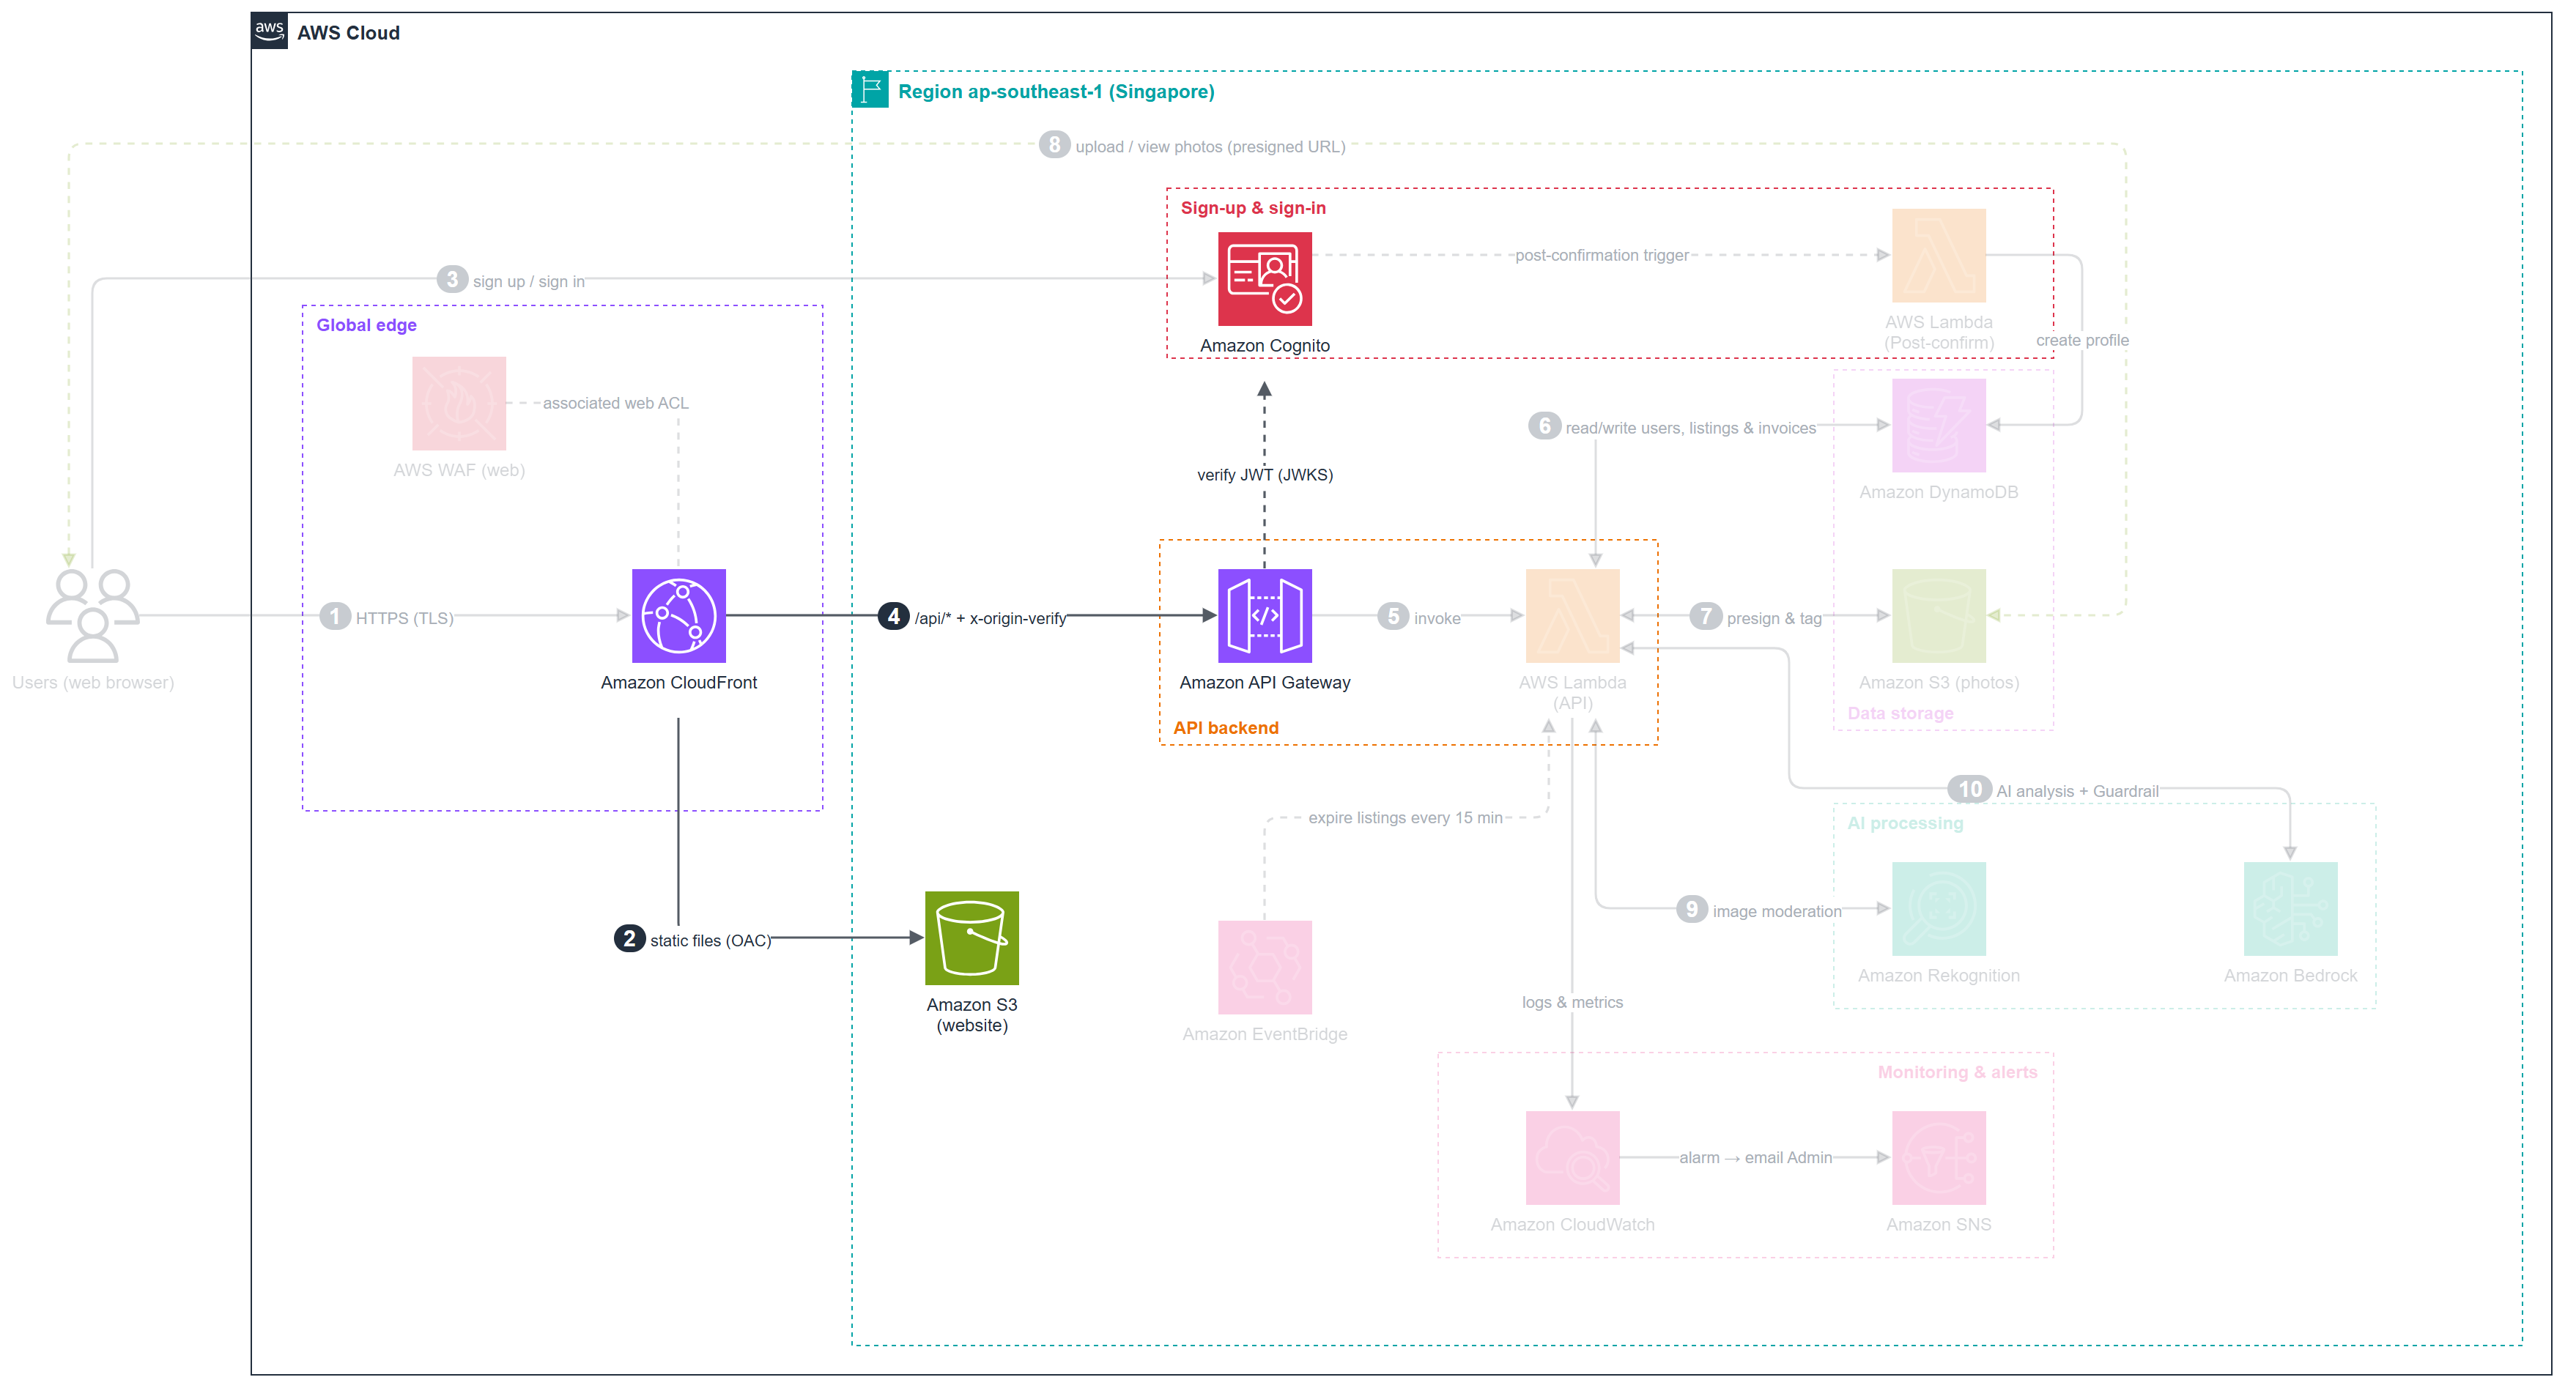 aws
AWS Cloud
Region ap-southeast-1 (Singapore)
8 upload / view photos (presigned URL)
Sign-up & sign-in
post-confirmation trigger
3 sign up / sign in
Amazon Cognito
AWS Lambda
(Post-confirm)
create profile
Global edge
associated web ACL
AWS WAF (web)
6 read/write users, listings & invoices
verify JWT (JWKS)
Amazon DynamoDB
1 HTTPS (TLS)
4 /api/* + x-origin-verify
</>
5 invoke
7 presign & tag
Users (web browser)
Amazon CloudFront
Amazon API Gateway
AWS Lambda
(API)
Amazon S3 (photos)
Data storage
API backend
10 AI analysis + Guardrail
expire listings every 15 min
AI processing
9 image moderation
2 static files (OAC)
Amazon Rekognition
Amazon Bedrock
Amazon S3
(website)
logs & metrics
Amazon EventBridge
Monitoring & alerts
alarm → email Admin
Amazon CloudWatch
Amazon SNS